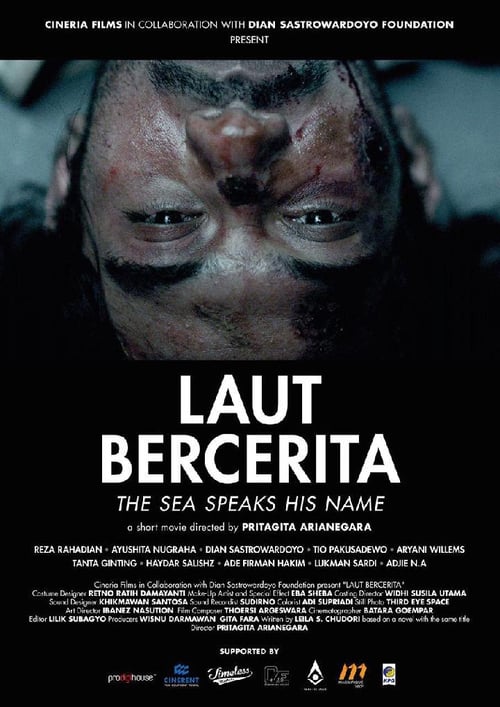 CINERIA FILMS IN COLLABORATION WITH DIAN SASTROWARDOYO FOUNDATION
PRESENT
LAUT
BERCERITA
THE SEA SPEAKS HIS NAME
a short movie directed by PRITAGITA ARIANEGARA
REZA RAHADIAN • AYUSHITA NUGRAHA • DIAN SASTROWARDOYO • TIO PAKUSADEWO • ARYANI WILLEMS
TANTA GINTING • HAYDAR SALISHZ • ADE FIRMAN HAKIM • LUKMAN SARDI • ADJIE N.A
Cineria Films in Collaboration with Dian Sastrowardoyo Foundation present "LAUT BERCERITA"
Costume Designer RETNO RATIH DAMAYANTI Make-Up Artist and Special Effect EBA SHEBA Casting Director WIDHI SUSILA UTAMA
Sound Designer KHIKMAWAN SANTOSA Sound Recordist SUDIRNO Colorist ADI SUPRIADI Still Photo THIRD EYE SPACE
Art Director IBANEZ NASUTION Film Composer THOERSI AROESWARA Cinematographer BATARA GOEMPAR
Editor LILIK SUBAGYO Producers WISNU DARMAWAN GITA FARA Written by LEILA S. CHUDORI based on a novel with the same title
Director PRITAGITA ARIANEGARA
SUPPORTED BY
prodigihouse
CINERENT
Timeless
MAGNIFIQUE
KPG